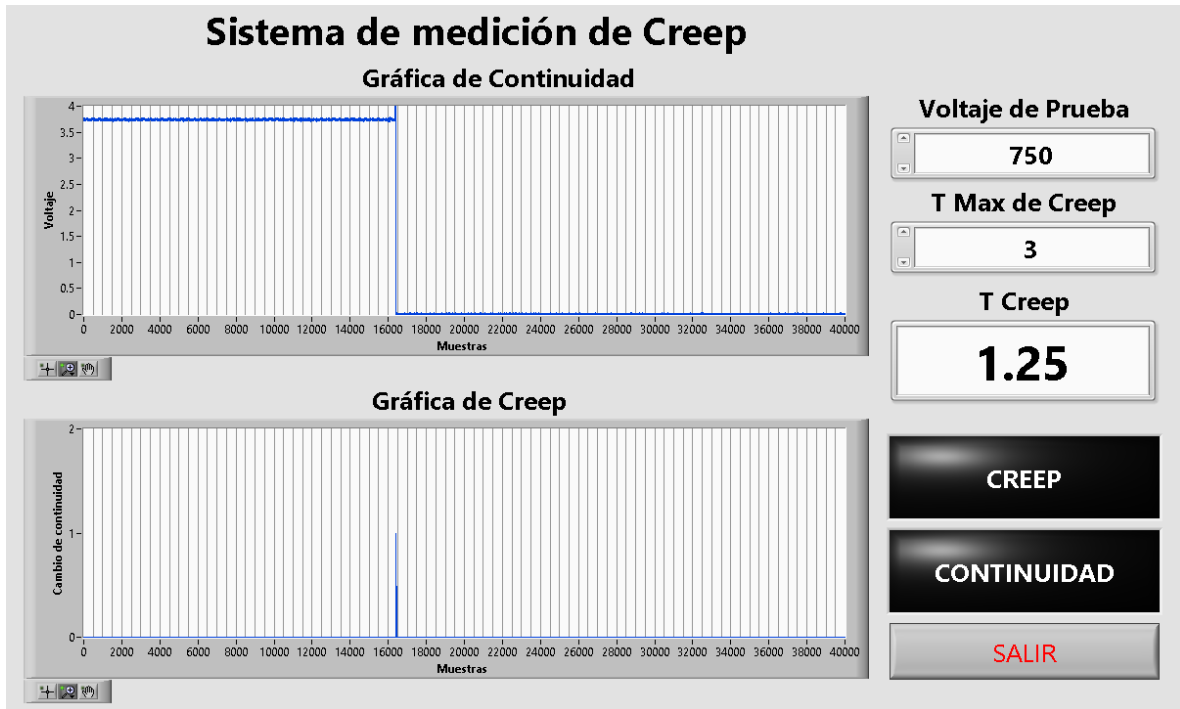 Sistema de medición de Creep
Gráfica de Continuidad
Voltaje
4
3.5
3
2.5
2
1.5
1
0.5
0
0 2000 4000 6000 8000 10000 12000 14000 16000 18000 20000 22000 24000 26000 28000 30000 32000 34000 36000 38000 40000
Muestras
Gráfica de Creep
Cambio de continuidad
2
1
0
0 2000 4000 6000 8000 10000 12000 14000 16000 18000 20000 22000 24000 26000 28000 30000 32000 34000 36000 38000 40000
Muestras
Voltaje de Prueba
750
T Max de Creep
3
T Creep
1.25
CREEP
CONTINUIDAD
SALIR